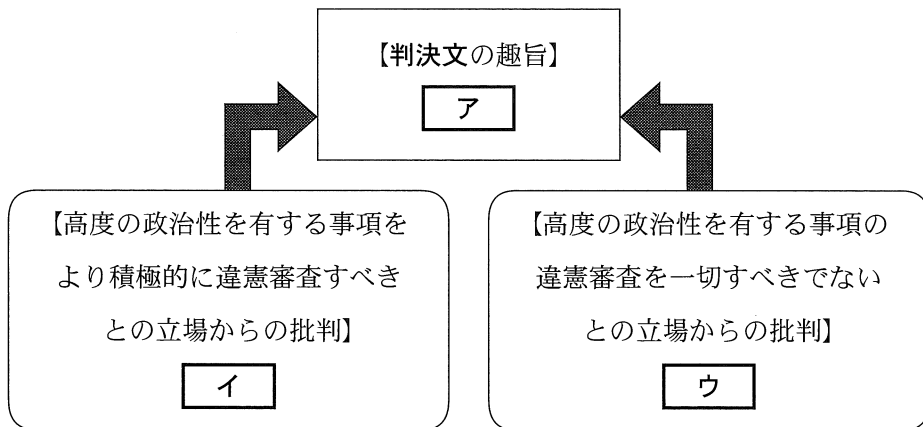 【判決文の趣旨】
ア
【高度の政治性を有する事項を
より積極的に違憲審査すべき
との立場からの批判】
イ
【高度の政治性を有する事項の
違憲審査を一切すべきでない
との立場からの批判】
ウ